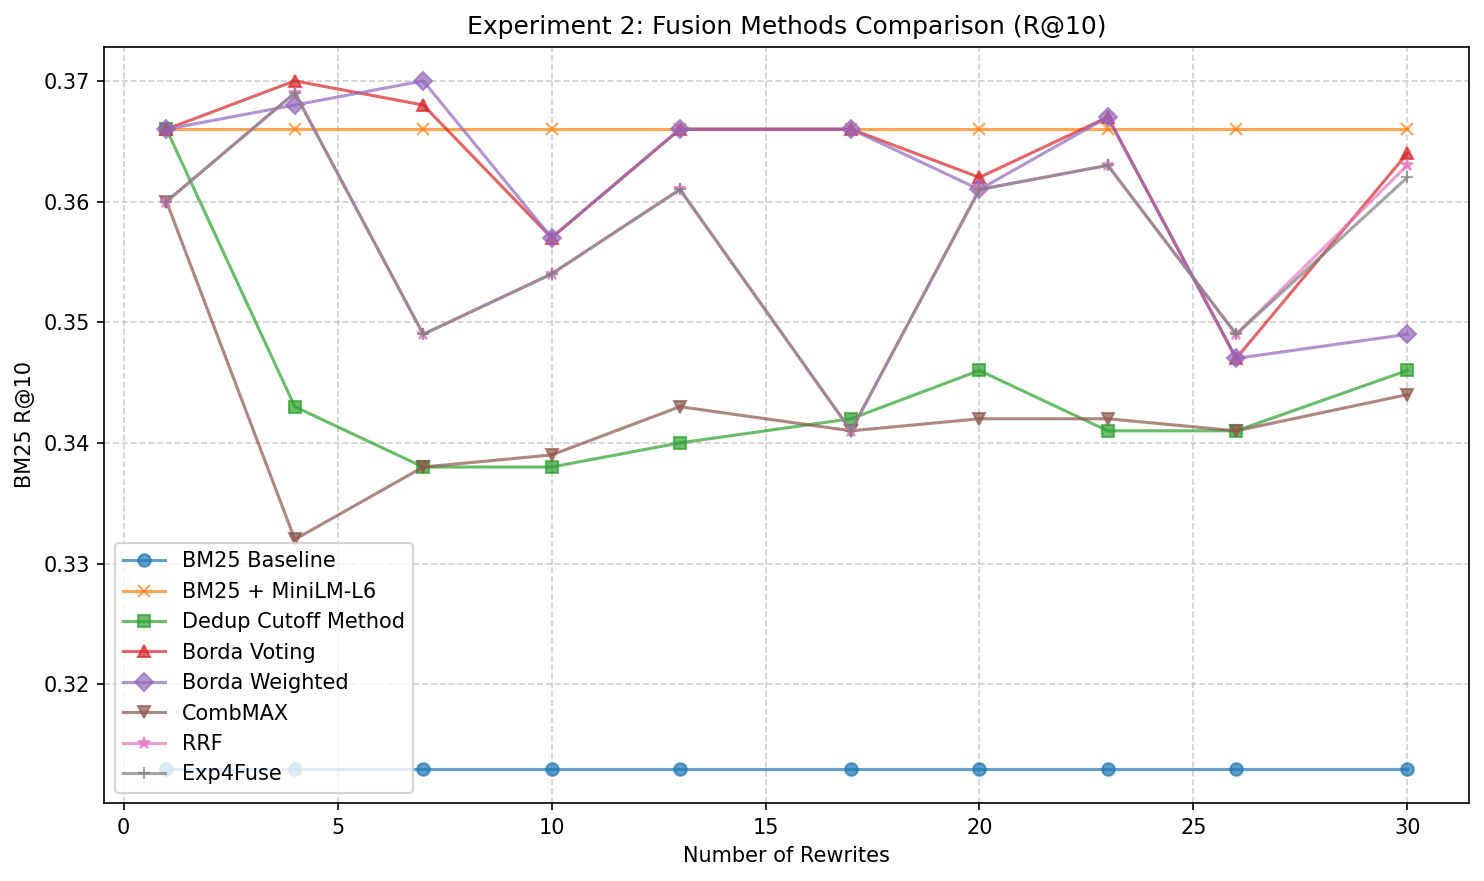 Experiment 2: Fusion Methods Comparison (R@10)
0.37
0.36
0.35
0.34
0.33
0.32
BM25 R@10
BM25 Baseline
BM25 + MiniLM-L6
Dedup Cutoff Method
Borda Voting
Borda Weighted
CombMAX
RRF
Exp4Fuse
0 5 10 15 20 25 30
Number of Rewrites